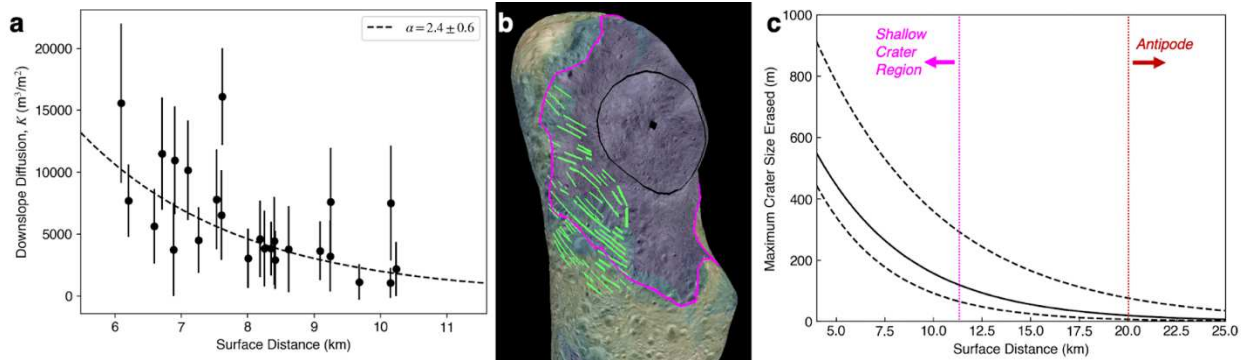 a
α = 2.4 ± 0.6
Downslope Diffusion, K (m³/m²)
20000
15000
10000
5000
0
6
7
8
9
10
11
Surface Distance (km)
b
c
1000
800
600
400
200
0
Maximum Crater Size Erased (m)
Shallow
Crater
Region
Antipode
5.0
7.5
10.0
12.5
15.0
17.5
20.0
22.5
25.0
Surface Distance (km)